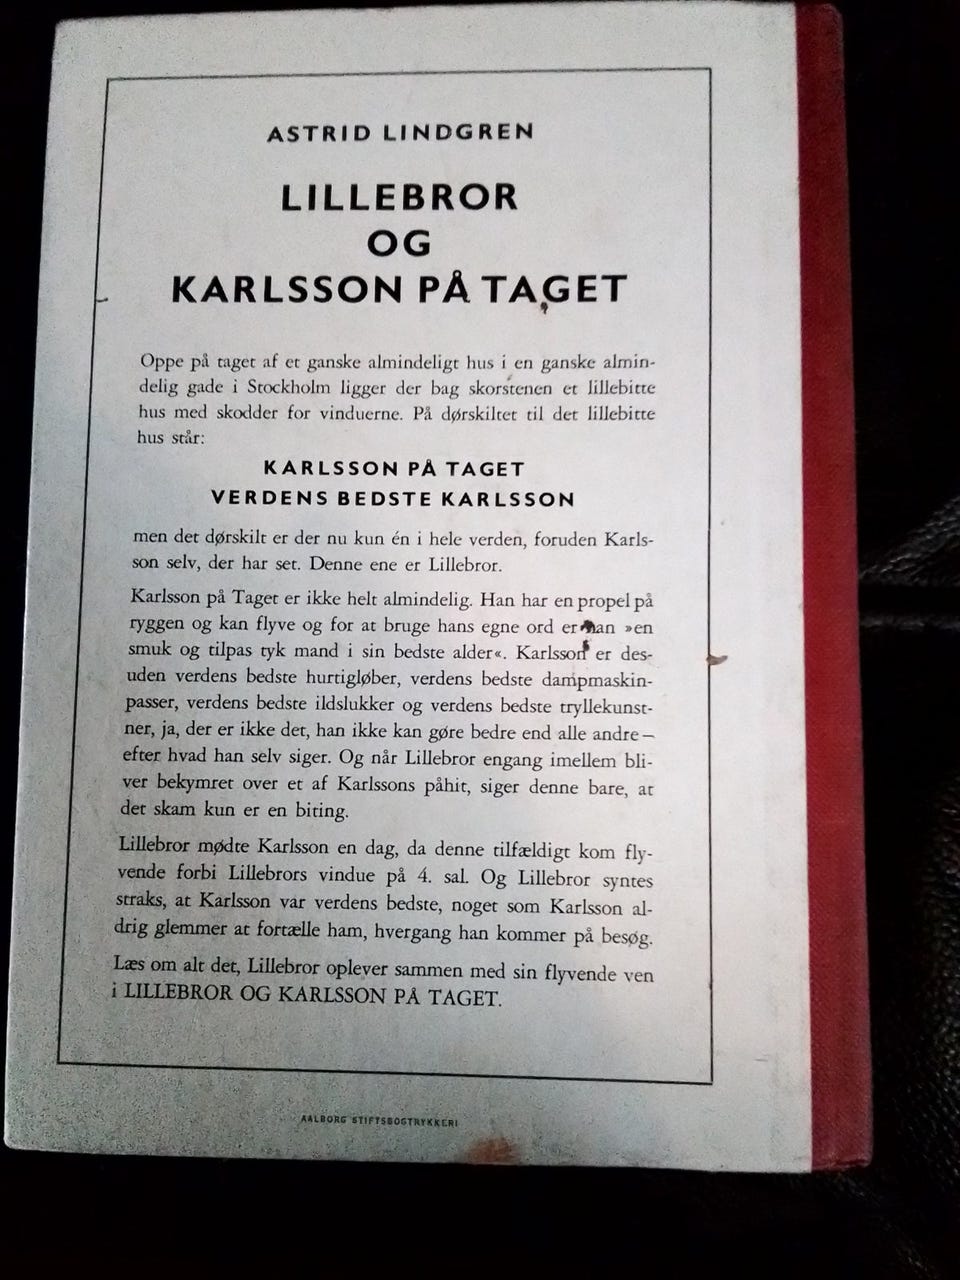 ASTRID LINDGREN
LILLEBROR
OG
KARLSSON PÅ TAGET
Oppe på taget af et ganske almindeligt hus i en ganske almin-
delig gade i Stockholm ligger der bag skorstenen et lillebitte
hus med skodder for vinduerne. På dørskiltet til det lillebitte
hus står:
KARLSSON PÅ TAGET
VERDENS BEDSTE KARLSSON
men det dørskilt er der nu kun én i hele verden, foruden Karls-
son selv, der har set. Denne ene er Lillebror.
Karlsson på Taget er ikke helt almindelig. Han har en propel på
ryggen og kan flyve og for at bruge hans egne ord er han »en
smuk og tilpas tyk mand i sin bedste alder«. Karlsson er des-
uden verdens bedste hurtigløber, verdens bedste dampmaskin-
passer, verdens bedste ildslukker og verdens bedste tryllekunst-
ner, ja, der er ikke det, han ikke kan gøre bedre end alle andre –
efter hvad han selv siger. Og når Lillebror engang imellem bli-
ver bekymret over et af Karlssons påhit, siger denne bare, at
det skam kun er en biting.
Lillebror mødte Karlsson en dag, da denne tilfældigt kom fly-
vende forbi Lillebrors vindue på 4. sal. Og Lillebror syntes
straks, at Karlsson var verdens bedste, noget som Karlsson al-
drig glemmer at fortælle ham, hvergang han kommer på besøg.
Læs om alt det, Lillebror oplever sammen med sin flyvende ven
i LILLEBROR OG KARLSSON PÅ TAGET.
AALBORG STIFTSBOGTRYKKERI